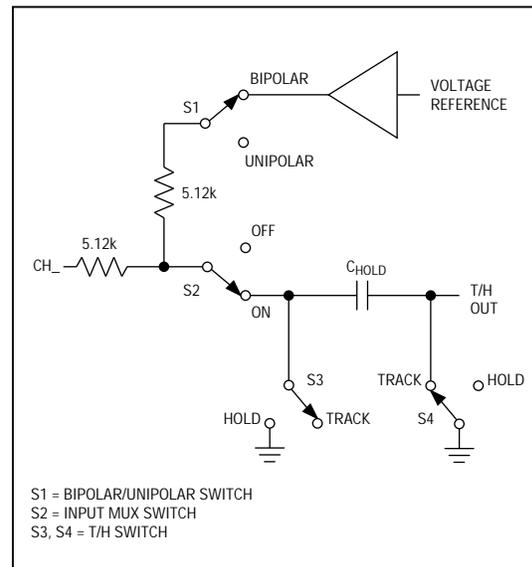 BIPOLAR
VOLTAGE
REFERENCE
S1
UNIPOLAR
5.12k
OFF
5.12k
CH_
CHOLD
S2
T/H
OUT
ON
S3
TRACK
HOLD
HOLD
TRACK
S4
S1 = BIPOLAR/UNIPOLAR SWITCH
S2 = INPUT MUX SWITCH
S3, S4 = T/H SWITCH